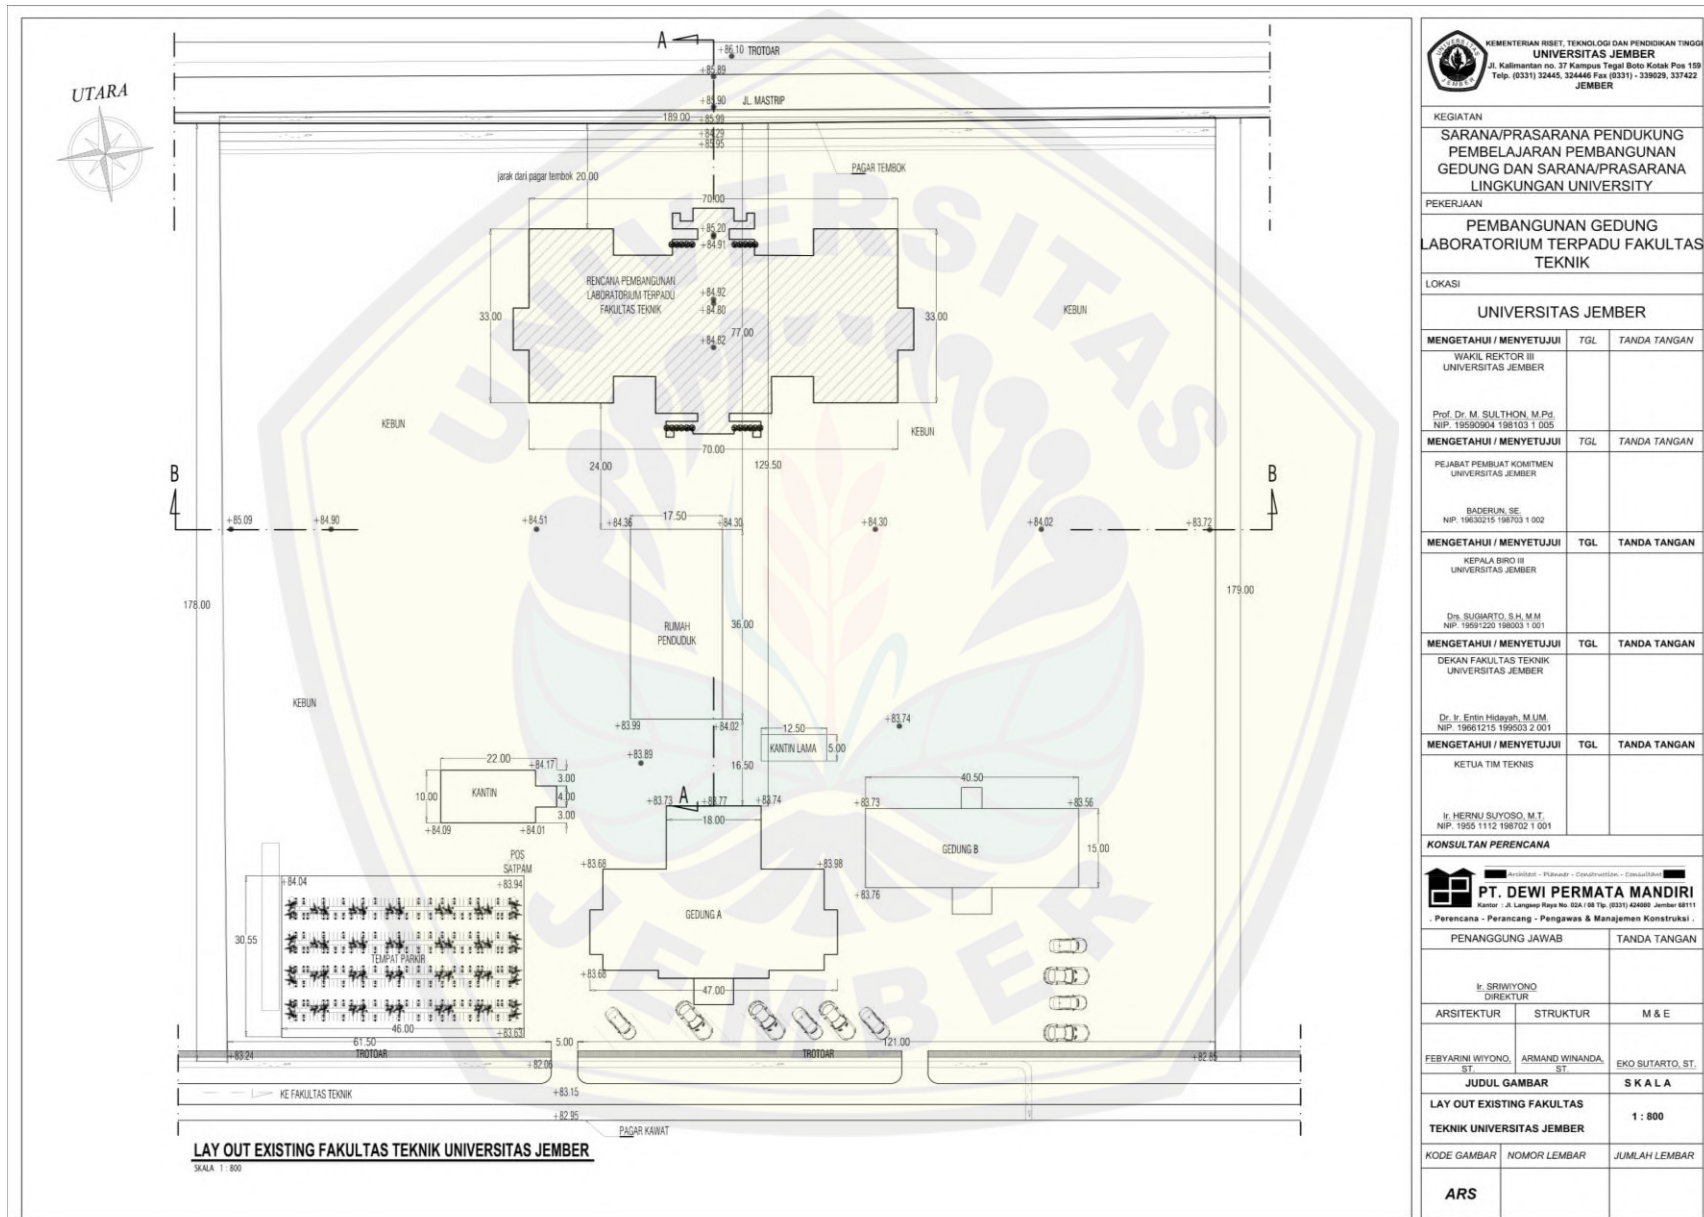 UTARA
A
+86.10 TROTOAR
+85.89
+85.90 JL. MASTRIP
189.00 +85.99
+84.29
+85.95
PAGAR TEMBOK
jarak dari pagar tembok 20.00
70.00
+85.20
+84.91
RENCANA PEMBANGUNAN
LABORATORIUM TERPADU
FAKULTAS TEKNIK
+84.92
+84.80
KEBUN
33.00
33.00
77.00
+84.82
KEBUN
KEBUN
70.00
24.00
129.50
B
B
+85.09
+84.90
+84.51
+84.36
17.50
+84.30
+84.30
+84.02
+83.72
178.00
179.00
36.00
RUMAH
PENDUDUK
KEBUN
+83.99
+84.02
12.50
+83.74
KANTIN LAMA
5.00
+83.89
16.50
22.00
+84.17
3.00
10.00
KANTIN
4.00
3.00
+84.09
+84.01
+83.73
A
+83.77
+83.74
18.00
40.50
+83.73
+83.56
GEDUNG B
15.00
+83.76
POS
SATPAM
+83.68
+83.98
+84.04
+83.94
GEDUNG A
30.55
TEMPAT PARKIR
+83.68
47.00
46.00
+83.63
61.50
5.00
121.00
+83.24
TROTOAR
TROTOAR
+82.06
+82.85
KE FAKULTAS TEKNIK
+83.15
+82.95
PAGAR KAWAT
LAY OUT EXISTING FAKULTAS TEKNIK UNIVERSITAS JEMBER
SKALA 1 : 800
UNIVERSITAS
JEMBER
KEMENTERIAN RISET, TEKNOLOGI DAN PENDIDIKAN TINGGI
UNIVERSITAS JEMBER
Jl. Kalimantan no. 37 Kampus Tegal Boto Kotak Pos 159
Telp. (0331) 32445, 324446 Fax (0331) - 339029, 337422
JEMBER
KEGIATAN
SARANA/PRASARANA PENDUKUNG
PEMBELAJARAN PEMBANGUNAN
GEDUNG DAN SARANA/PRASARANA
LINGKUNGAN UNIVERSITY
PEKERJAAN
PEMBANGUNAN GEDUNG
LABORATORIUM TERPADU FAKULTAS
TEKNIK
LOKASI
UNIVERSITAS JEMBER
MENGETAHUI / MENYETUJUI TGL TANDA TANGAN
WAKIL REKTOR III
UNIVERSITAS JEMBER
Prof. Dr. M. SULTHON, M.Pd.
NIP. 19590904 198103 1 005
MENGETAHUI / MENYETUJUI TGL TANDA TANGAN
PEJABAT PEMBUAT KOMITMEN
UNIVERSITAS JEMBER
BADERUN, SE.
NIP. 19630215 198703 1 002
MENGETAHUI / MENYETUJUI TGL TANDA TANGAN
KEPALA BIRO III
UNIVERSITAS JEMBER
Drs. SUGIARTO, S.H, M.M
NIP. 19591220 198003 1 001
MENGETAHUI / MENYETUJUI TGL TANDA TANGAN
DEKAN FAKULTAS TEKNIK
UNIVERSITAS JEMBER
Dr. Ir. Entin Hidayah, M.UM.
NIP. 19661215 199503 2 001
MENGETAHUI / MENYETUJUI TGL TANDA TANGAN
KETUA TIM TEKNIS
Ir. HERNU SUYOSO, M.T.
NIP. 1955 1112 198702 1 001
KONSULTAN PERENCANA
Architect - Planner - Construction - Consultant
PT. DEWI PERMATA MANDIRI
Kantor : Jl. Langsep Raya No. 02A / 08 Tlp. (0331) 424060 Jember 68111
. Perencana - Perancang - Pengawas & Manajemen Konstruksi .
PENANGGUNG JAWAB TANDA TANGAN
Ir. SRIWIYONO
DIREKTUR
ARSITEKTUR STRUKTUR M & E
FEBYARINI WIYONO, ST. ARMAND WINANDA, ST. EKO SUTARTO, ST.
JUDUL GAMBAR S K A L A
LAY OUT EXISTING FAKULTAS
TEKNIK UNIVERSITAS JEMBER
1 : 800
KODE GAMBAR NOMOR LEMBAR JUMLAH LEMBAR
ARS